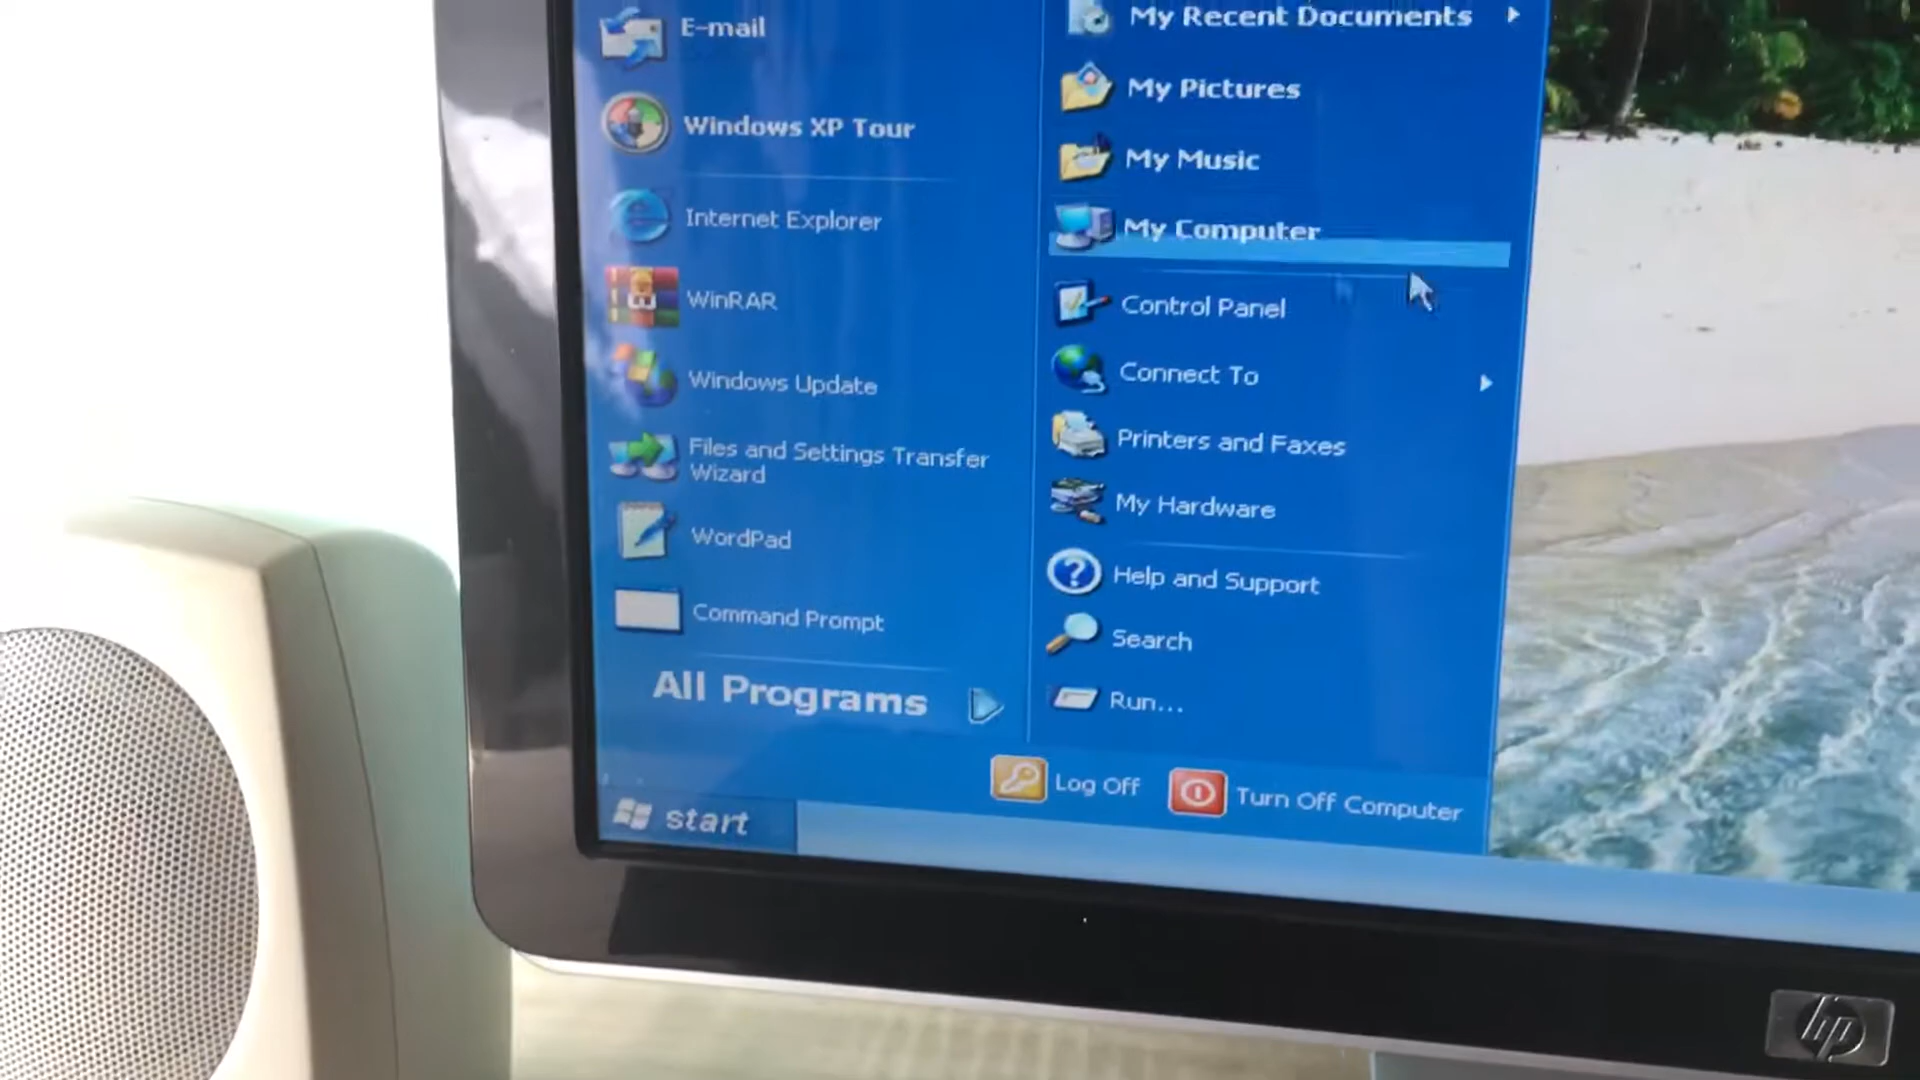 E-mail
Windows XP Tour
Internet Explorer
WinRAR
Windows Update
Files and Settings Transfer
Wizard
WordPad
Command Prompt
All Programs
My Recent Documents
My Pictures
My Music
My Computer
Control Panel
Connect To
Printers and Faxes
My Hardware
Help and Support
Search
Run...
Log Off
Turn Off Computer
start
hp